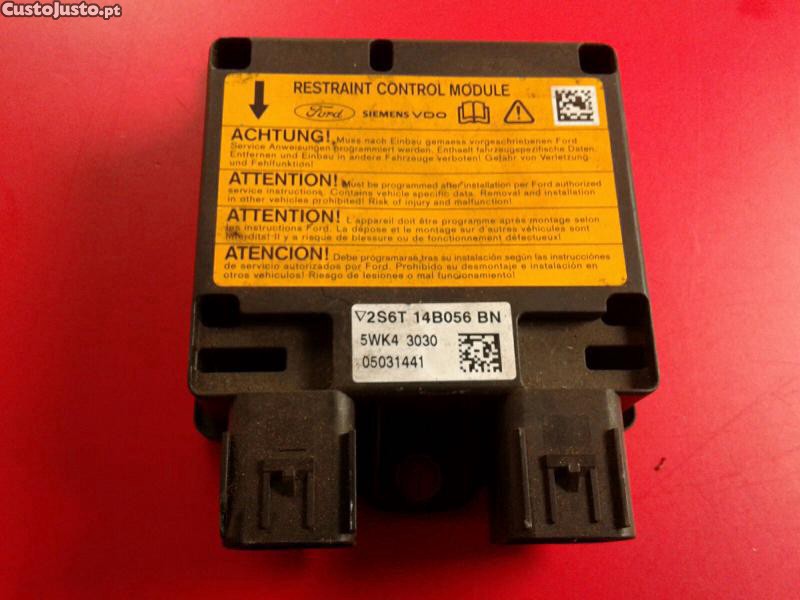 CustoJusto.pt
RESTRAINT CONTROL MODULE
Ford SIEMENS VDO
ACHTUNG! Muss nach Einbau gemaess vorgeschriebenen Ford
Service Anweisungen programmiert werden. Enthaelt fahrzeugspezifische Daten.
Entfernen und Einbau in andere Fahrzeuge verboten! Gefahr von Verletzung
und Fehlfunktion!
ATTENTION! Must be programmed after installation per Ford authorized
service instructions. Contains vehicle specific data. Removal and installation
in other vehicles prohibited! Risk of injury and malfunction!
ATTENTION! L'appareil doit être programme après montage selon
les instructions Ford. La dépose et le montage sur d'autres véhicules sont
interdits! Il y a risque de blessure ou de fonctionnement défectueux!
ATENCION! Debe programarse tras su instalación según las instrucciones
de servicio autorizados por Ford. Prohibido su desmontaje e instalación en
otros vehículos! Riesgo de lesiones o mal funcionamiento!
2S6T 14B056 BN
5WK4 3030
05031441